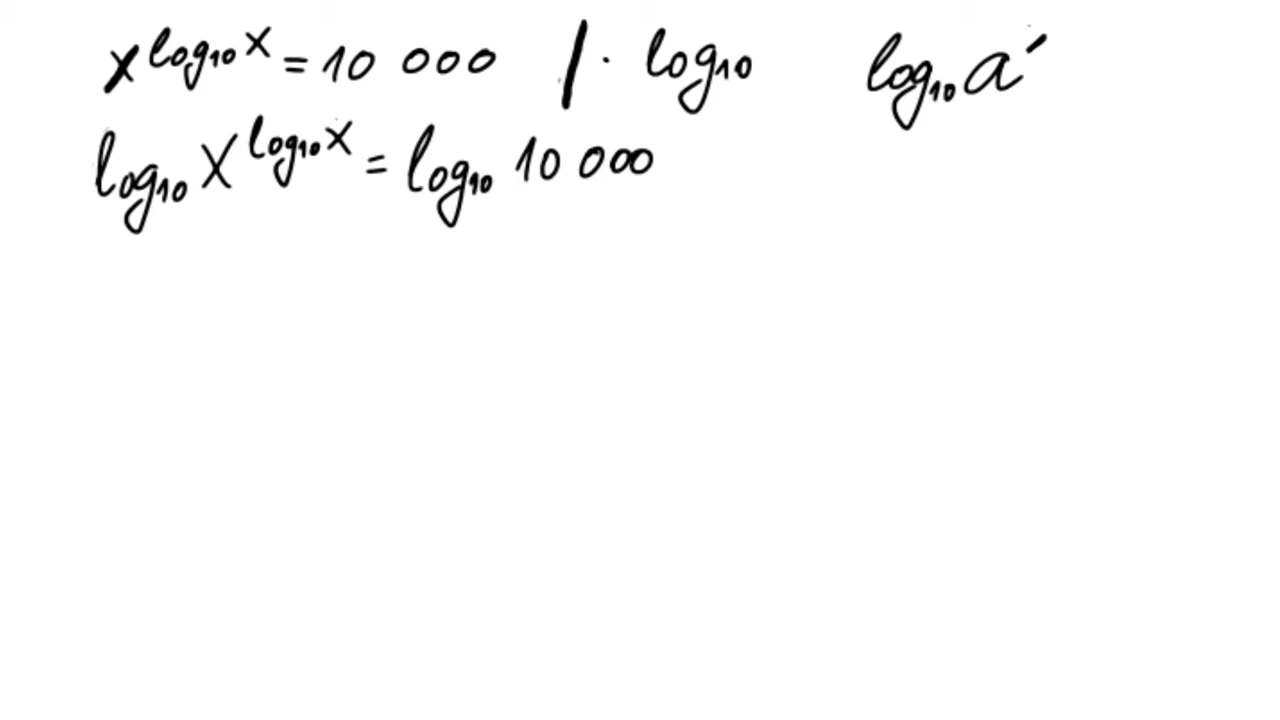 x^log₁₀ x = 10 000 / · log₁₀ log₁₀ a′
log₁₀ x^log₁₀ x = log₁₀ 10 000